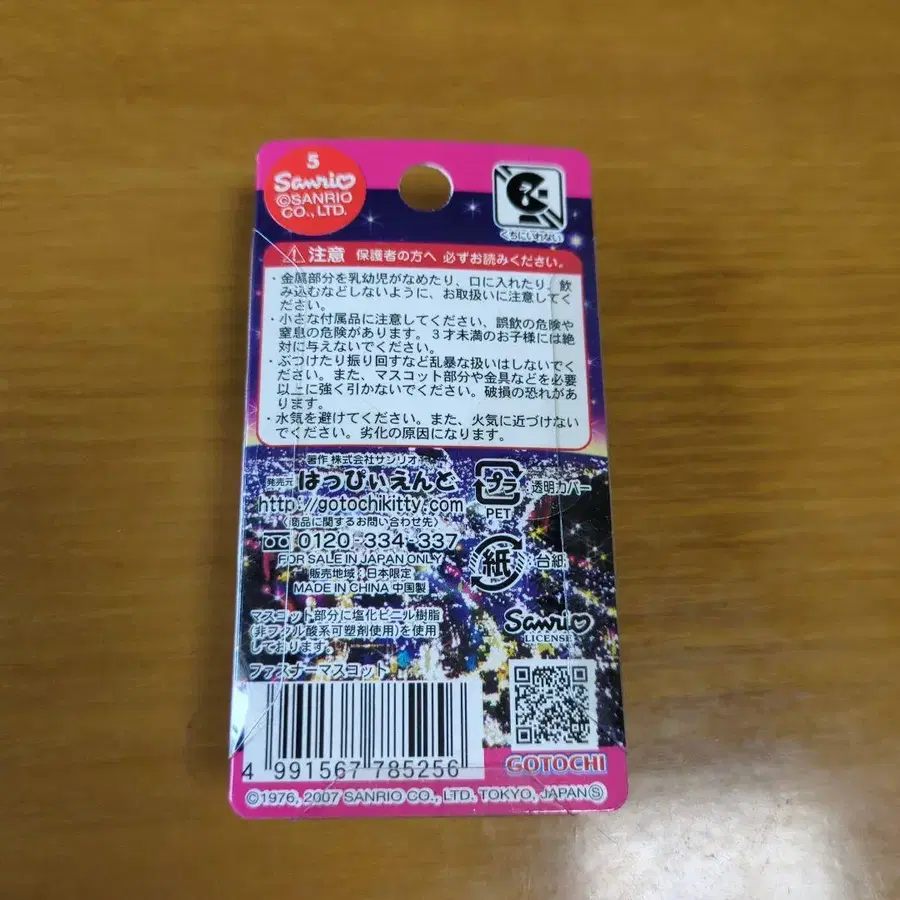 5
Sanrio
©SANRIO
CO., LTD.
くちにいれない
注意 保護者の方へ 必ずお読みください。
・金属部分を乳幼児がなめたり、口に入れたり、飲
み込むなどしないように、お取扱いに注意してく
ださい。
・小さな付属品に注意してください、誤飲の危険や
窒息の危険があります。3才未満のお子様には絶
対に与えないでください。
・ぶつけたり振り回すなど乱暴な扱いはしないでく
ださい。また、マスコット部分や金具などを必要
以上に強く引かないでください。破損の恐れがあ
ります。
・水気を避けてください。また、火気に近づけない
でください。劣化の原因になります。
著作 株式会社サンリオ
発売元 はっぴぃえんど
http://gotochikitty.com
〈商品に関するお問い合わせ先〉
0120-334-337
FOR SALE IN JAPAN ONLY
販売地域：日本限定
MADE IN CHINA 中国製
プラ 透明カバー
PET
紙 台紙
マスコット部分に塩化ビニル樹脂
(非フタル酸系可塑剤使用)を使用
しております。
ファスナーマスコット
Sanrio
LICENSE
4 991567 785256
GOTOCHI
©1976, 2007 SANRIO CO., LTD. TOKYO, JAPAN Ⓢ